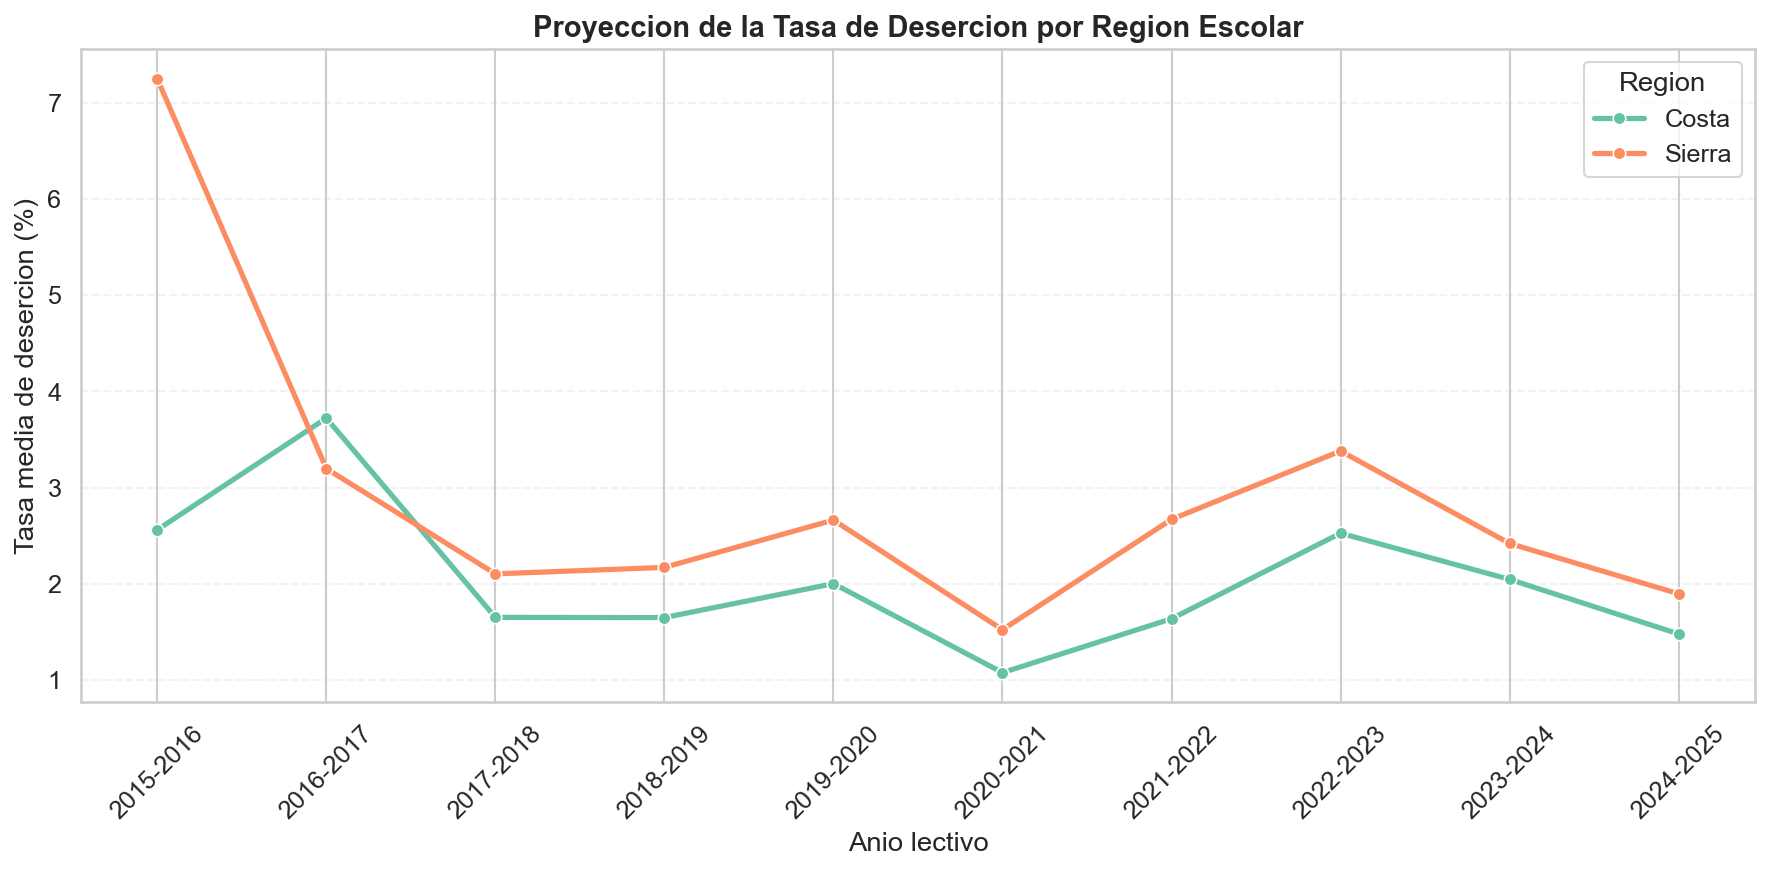 Proyeccion de la Tasa de Desercion por Region Escolar
Region
Costa
Sierra
Tasa media de desercion (%)
7
6
5
4
3
2
1
2015-2016
2016-2017
2017-2018
2018-2019
2019-2020
2020-2021
2021-2022
2022-2023
2023-2024
2024-2025
Anio lectivo